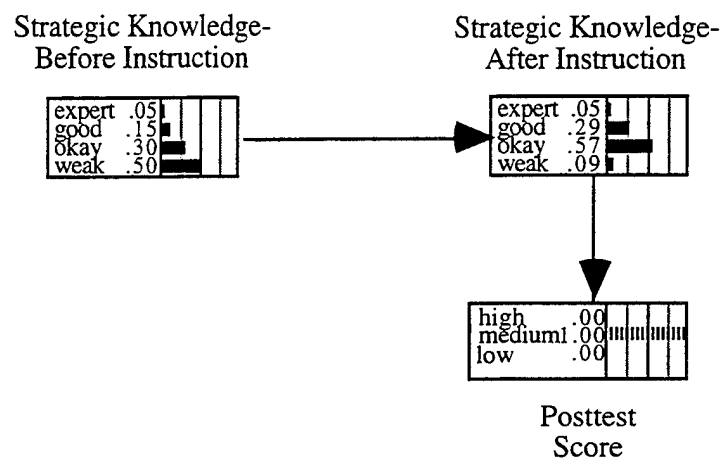 Strategic Knowledge-
Before Instruction
expert .05
good .15
okay .30
weak .50
Strategic Knowledge-
After Instruction
expert .05
good .29
okay .57
weak .09
high .00
medium1.00
low .00
Posttest
Score